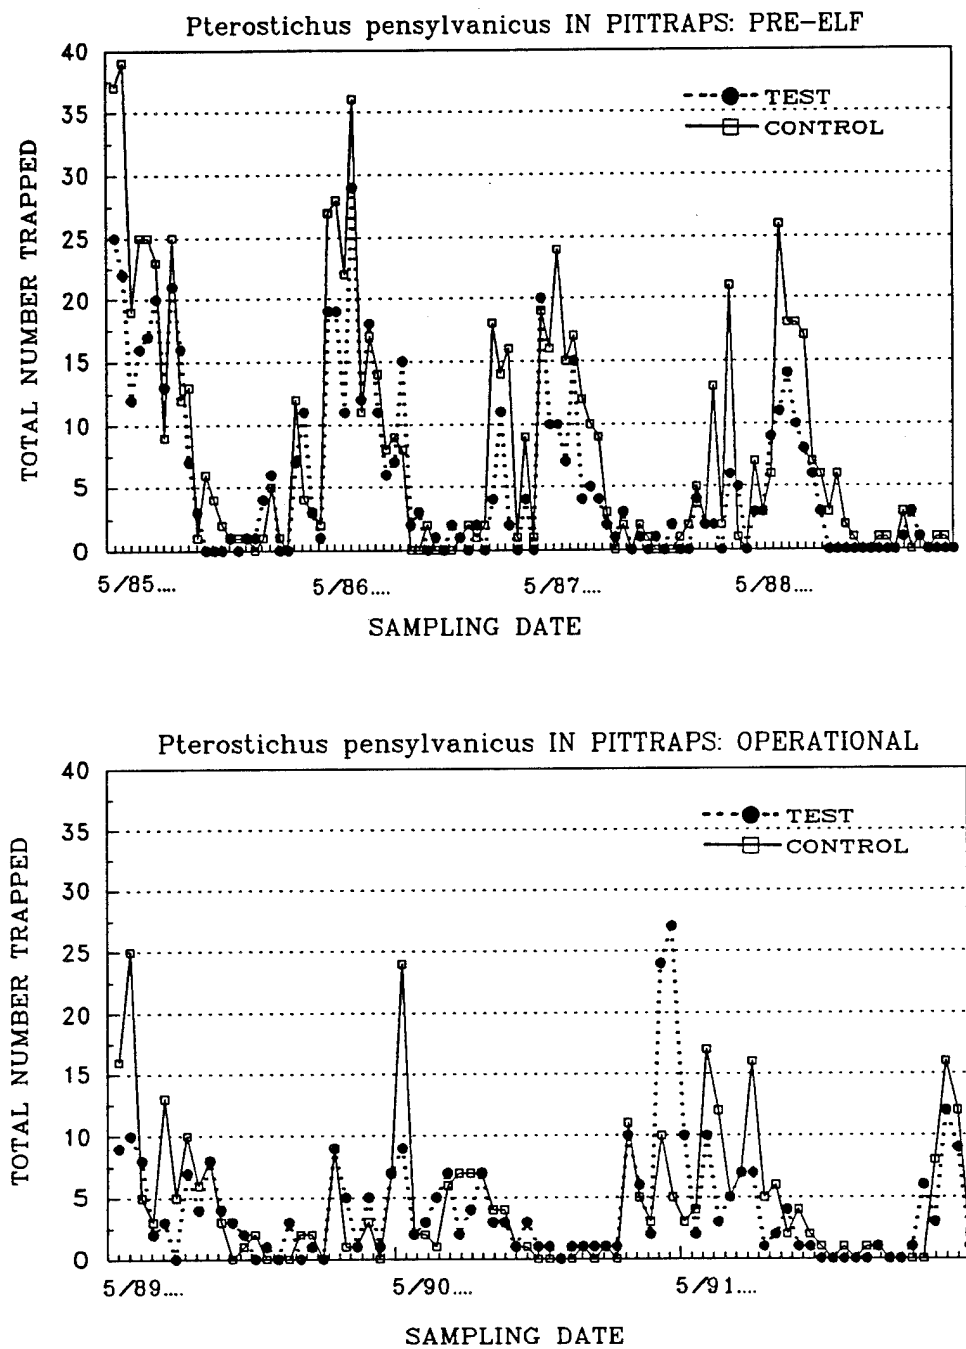 Pterostichus pensylvanicus IN PITTRAPS: PRE-ELF
TOTAL NUMBER TRAPPED
40
35
30
25
20
15
10
5
0
TEST
CONTROL
5/85....
5/86....
5/87....
5/88....
SAMPLING DATE
Pterostichus pensylvanicus IN PITTRAPS: OPERATIONAL
TOTAL NUMBER TRAPPED
40
35
30
25
20
15
10
5
0
TEST
CONTROL
5/89....
5/90....
5/91....
SAMPLING DATE